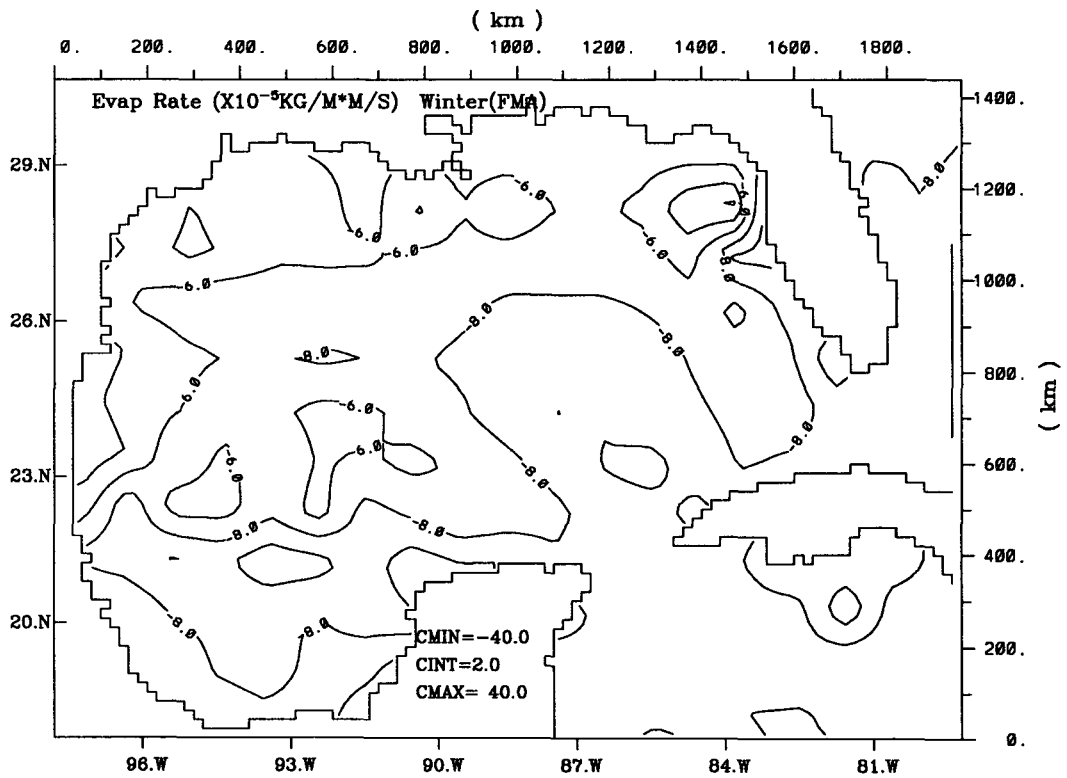 ( km )
0. 200. 400. 600. 800. 1000. 1200. 1400. 1600. 1800.
Evap Rate (X10⁻⁵KG/M*M/S) Winter(FMA)
1400.
29.N
-8.0
-6.0
1200.
-6.0
-6.0
-6.0
-6.0
1000.
26.N
-8.0
-8.0
-8.0
800.
( km )
-6.0
-6.0
-6.0
-8.0
23.N
-6.0
-8.0
600.
-8.0
-8.0
400.
20.N
-8.0
-8.0
CMIN=-40.0
CINT=2.0
CMAX= 40.0
200.
0.
96.W 93.W 90.W 87.W 84.W 81.W